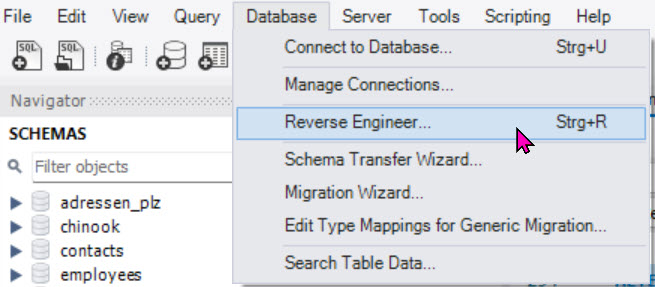 File Edit View Query Database Server Tools Scripting Help
SQL SQL
Connect to Database... Strg+U
Manage Connections...
Reverse Engineer... Strg+R
Schema Transfer Wizard...
Migration Wizard...
Edit Type Mappings for Generic Migration...
Search Table Data...
Navigator
SCHEMAS
Filter objects
adressen_plz
chinook
contacts
employees